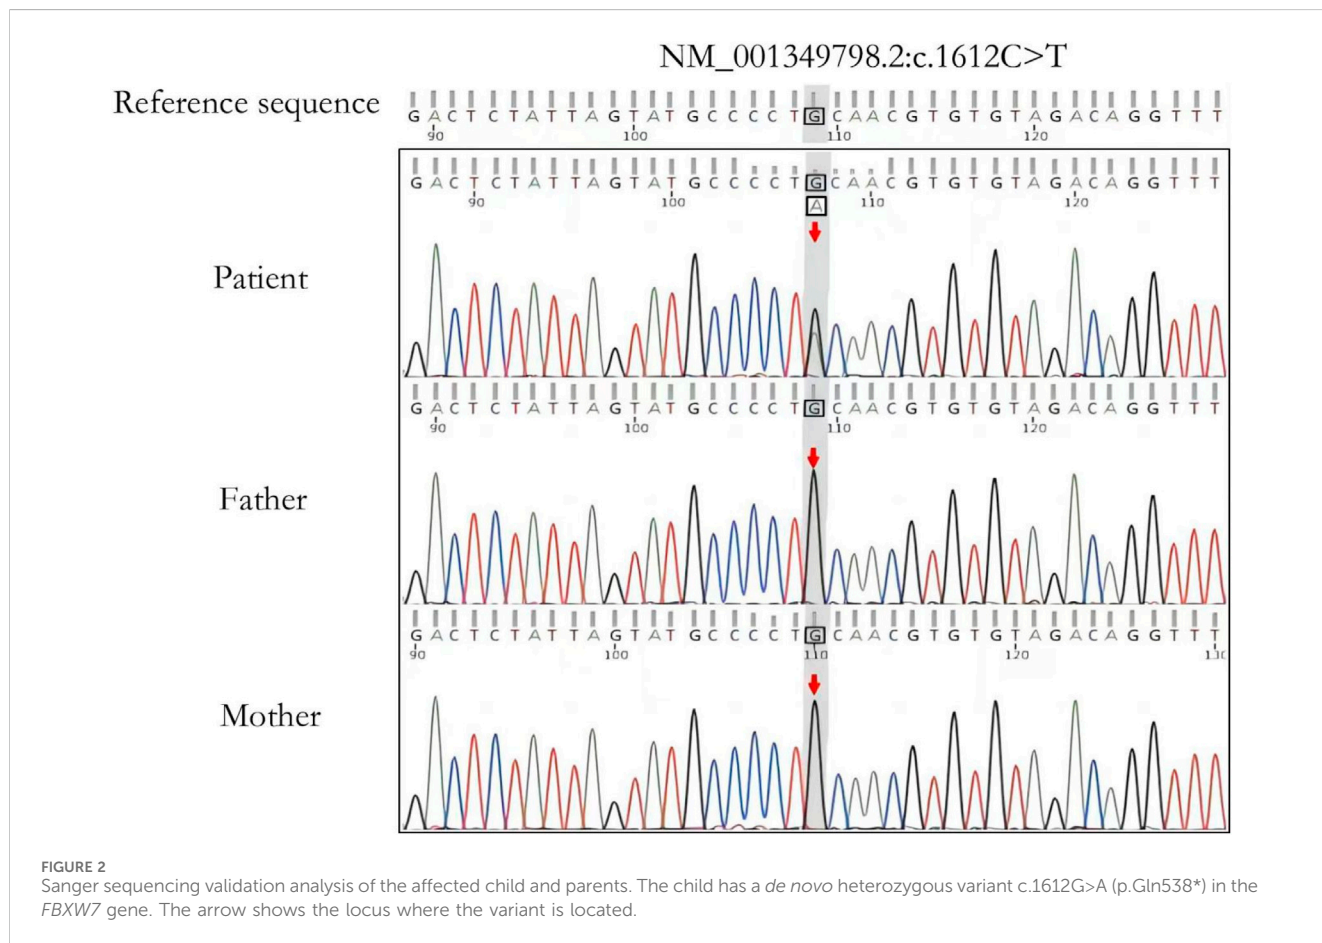 NM_001349798.2:c.1612C>T
Reference sequence
G A C T C T A T T A G T A T G C C C C T G C A A C G T G T G T A G A C A G G T T T
90 100 110 120
G A C T C T A T T A G T A T G C C C C T G C A A C G T G T G T A G A C A G G T T T
90 100 A 110 120
Patient
G A C T C T A T T A G T A T G C C C C T G C A A C G T G T G T A G A C A G G T T T
90 100 110 120
Father
G A C T C T A T T A G T A T G C C C C T G C A A C G T G T G T A G A C A G G T T T
90 100 110 120 130
Mother
FIGURE 2
Sanger sequencing validation analysis of the affected child and parents. The child has a de novo heterozygous variant c.1612G>A (p.Gln538*) in the
FBXW7 gene. The arrow shows the locus where the variant is located.